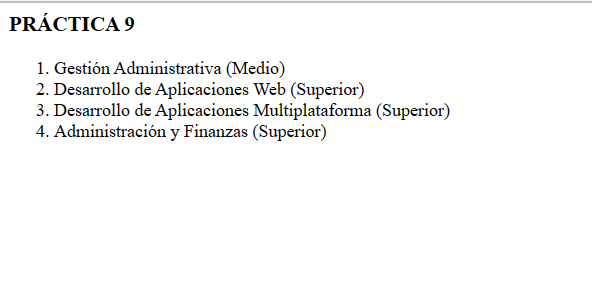 PRÁCTICA 9
1. Gestión Administrativa (Medio)
2. Desarrollo de Aplicaciones Web (Superior)
3. Desarrollo de Aplicaciones Multiplataforma (Superior)
4. Administración y Finanzas (Superior)